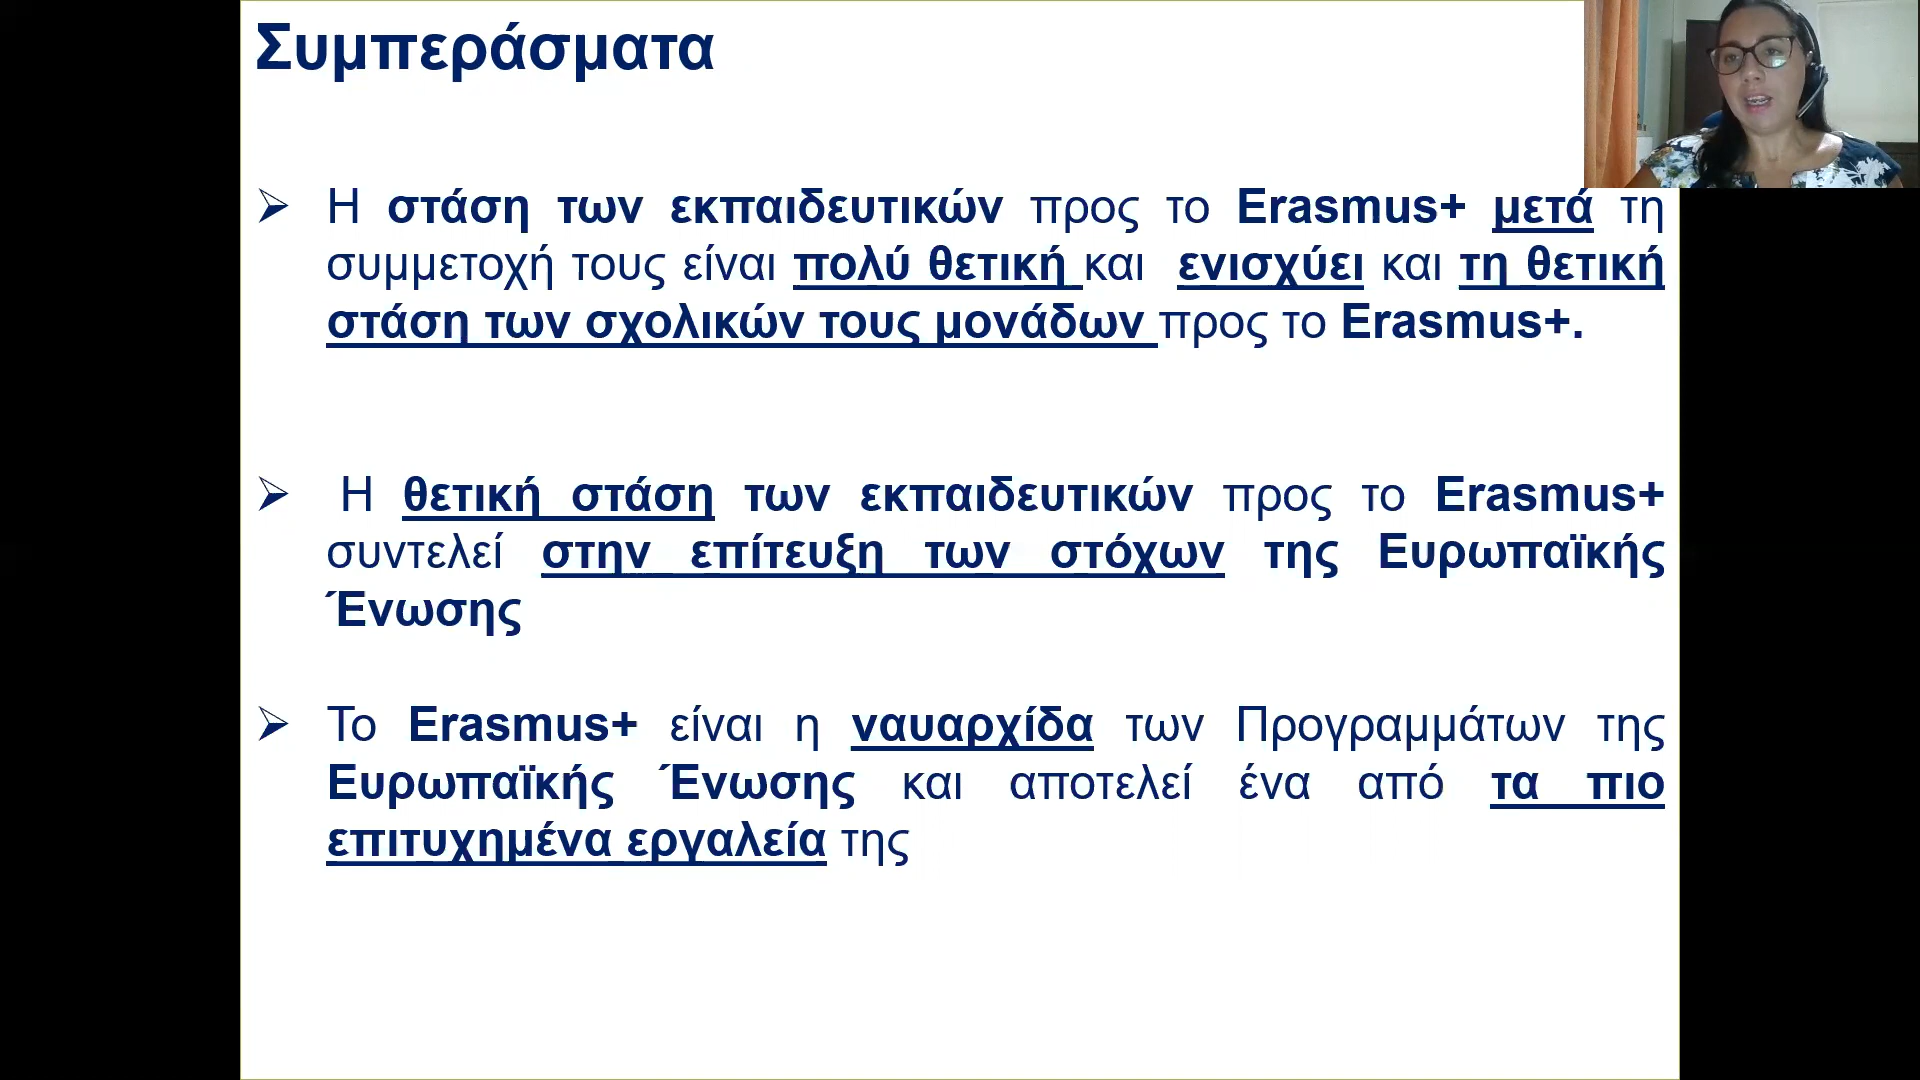 Συμπεράσματα
➢ Η στάση των εκπαιδευτικών προς το Erasmus+ μετά τη
συμμετοχή τους είναι πολύ θετική και ενισχύει και τη θετική
στάση των σχολικών τους μονάδων προς το Erasmus+.
➢ Η θετική στάση των εκπαιδευτικών προς το Erasmus+
συντελεί στην επίτευξη των στόχων της Ευρωπαϊκής
Ένωσης
➢ Το Erasmus+ είναι η ναυαρχίδα των Προγραμμάτων της
Ευρωπαϊκής Ένωσης και αποτελεί ένα από τα πιο
επιτυχημένα εργαλεία της